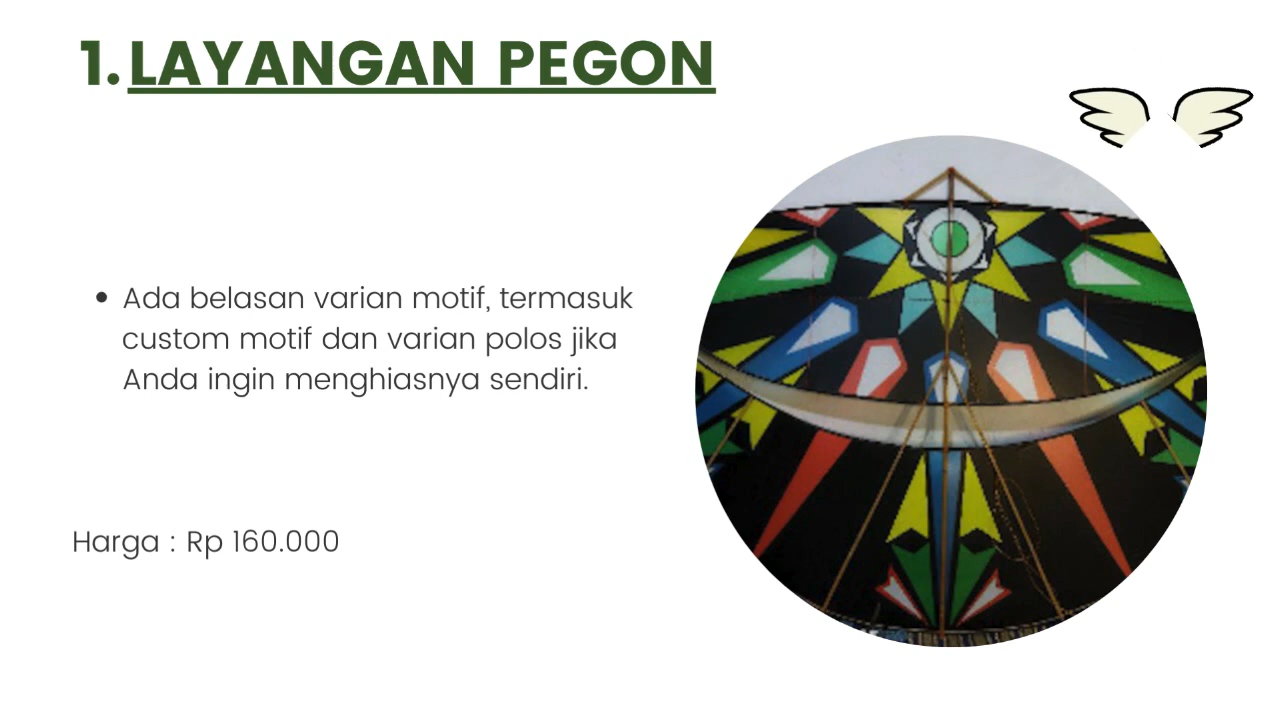 1. LAYANGAN PEGON
• Ada belasan varian motif, termasuk
custom motif dan varian polos jika
Anda ingin menghiasnya sendiri.
Harga : Rp 160.000